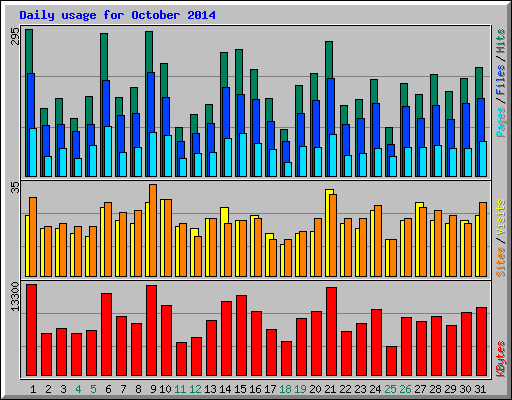 Daily usage for October 2014
295
Pages / Files / Hits
35
Sites / Visits
13300
KBytes
1 2 3 4 5 6 7 8 9 10 11 12 13 14 15 16 17 18 19 20 21 22 23 24 25 26 27 28 29 30 31